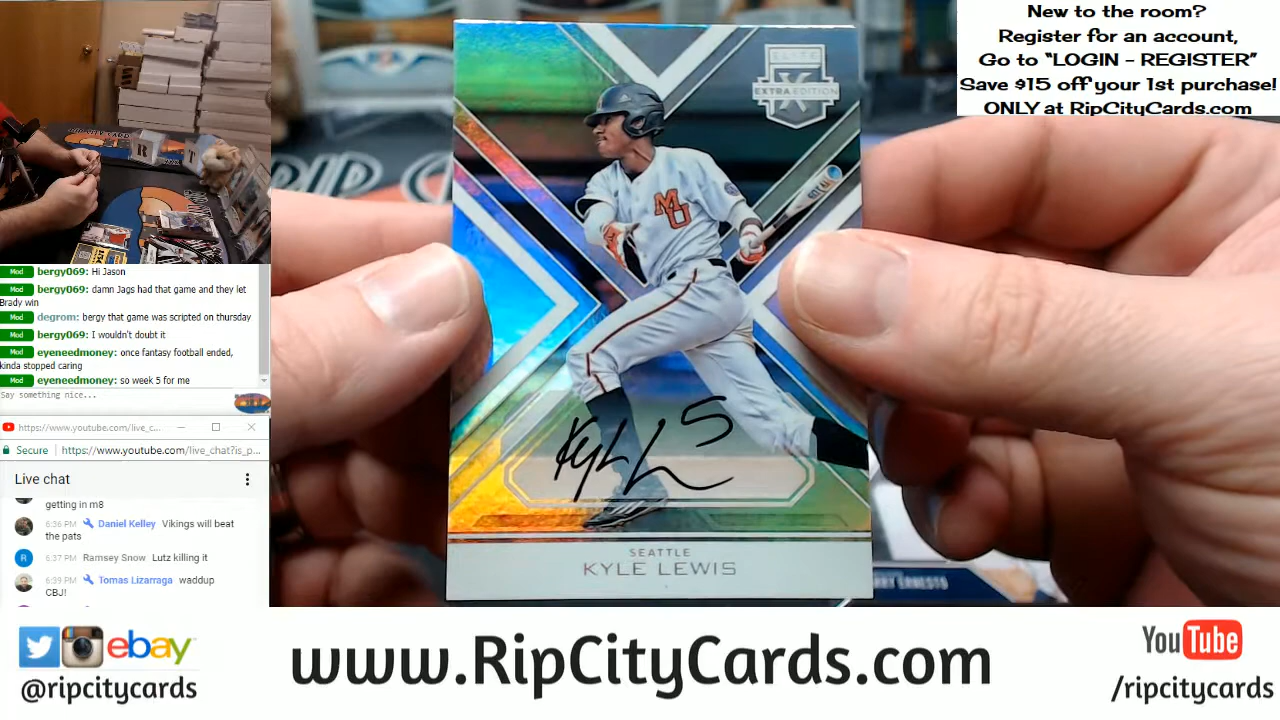 New to the room?
Register for an account,
Go to “LOGIN - REGISTER”
Save $15 off your 1st purchase!
ONLY at RipCityCards.com
ELITE
X
EXTRA EDITION
MU
Kyle L 5
SEATTLE
KYLE LEWIS
RIP C
R T
Mod bergy069: Hi Jason
Mod bergy069: damn Jags had that game and they let
Brady win
degrom: bergy that game was scripted on thursday
Mod bergy069: I wouldn't doubt it
Mod eyeneedmoney: once fantasy football ended,
kinda stopped caring
Mod eyeneedmoney: so week 5 for me
Say something nice...
https://www.youtube.com/live_c...
Secure https://www.youtube.com/live_chat?is_p...
Live chat
getting in m8
6:36 PM Daniel Kelley Vikings will beat
the pats
R 6:37 PM Ramsey Snow Lutz killing it
6:39 PM Tomas Lizarraga waddup
CBJ!
ERNESTO
ebay
@ripcitycards
www.RipCityCards.com
YouTube
/ripcitycards